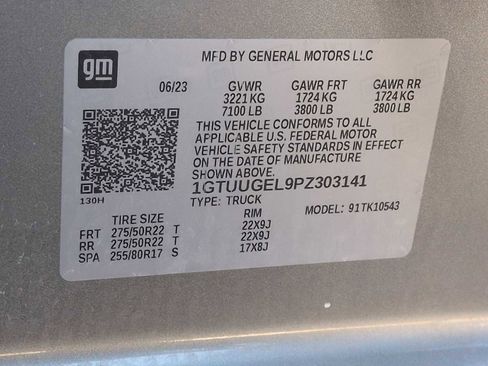 gm
MFD BY GENERAL MOTORS LLC
06/23 GVWR GAWR FRT GAWR RR
3221 KG 1724 KG 1724 KG
7100 LB 3800 LB 3800 LB
THIS VEHICLE CONFORMS TO ALL
APPLICABLE U.S. FEDERAL MOTOR
VEHICLE SAFETY STANDARDS IN EFFECT
ON THE DATE OF MANUFACTURE
SHOWN ABOVE.
1GTUUGEL9PZ303141
130H
TYPE: TRUCK MODEL: 91TK10543
TIRE SIZE RIM
FRT 275/50R22 T 22X9J
RR 275/50R22 T 22X9J
SPA 255/80R17 S 17X8J